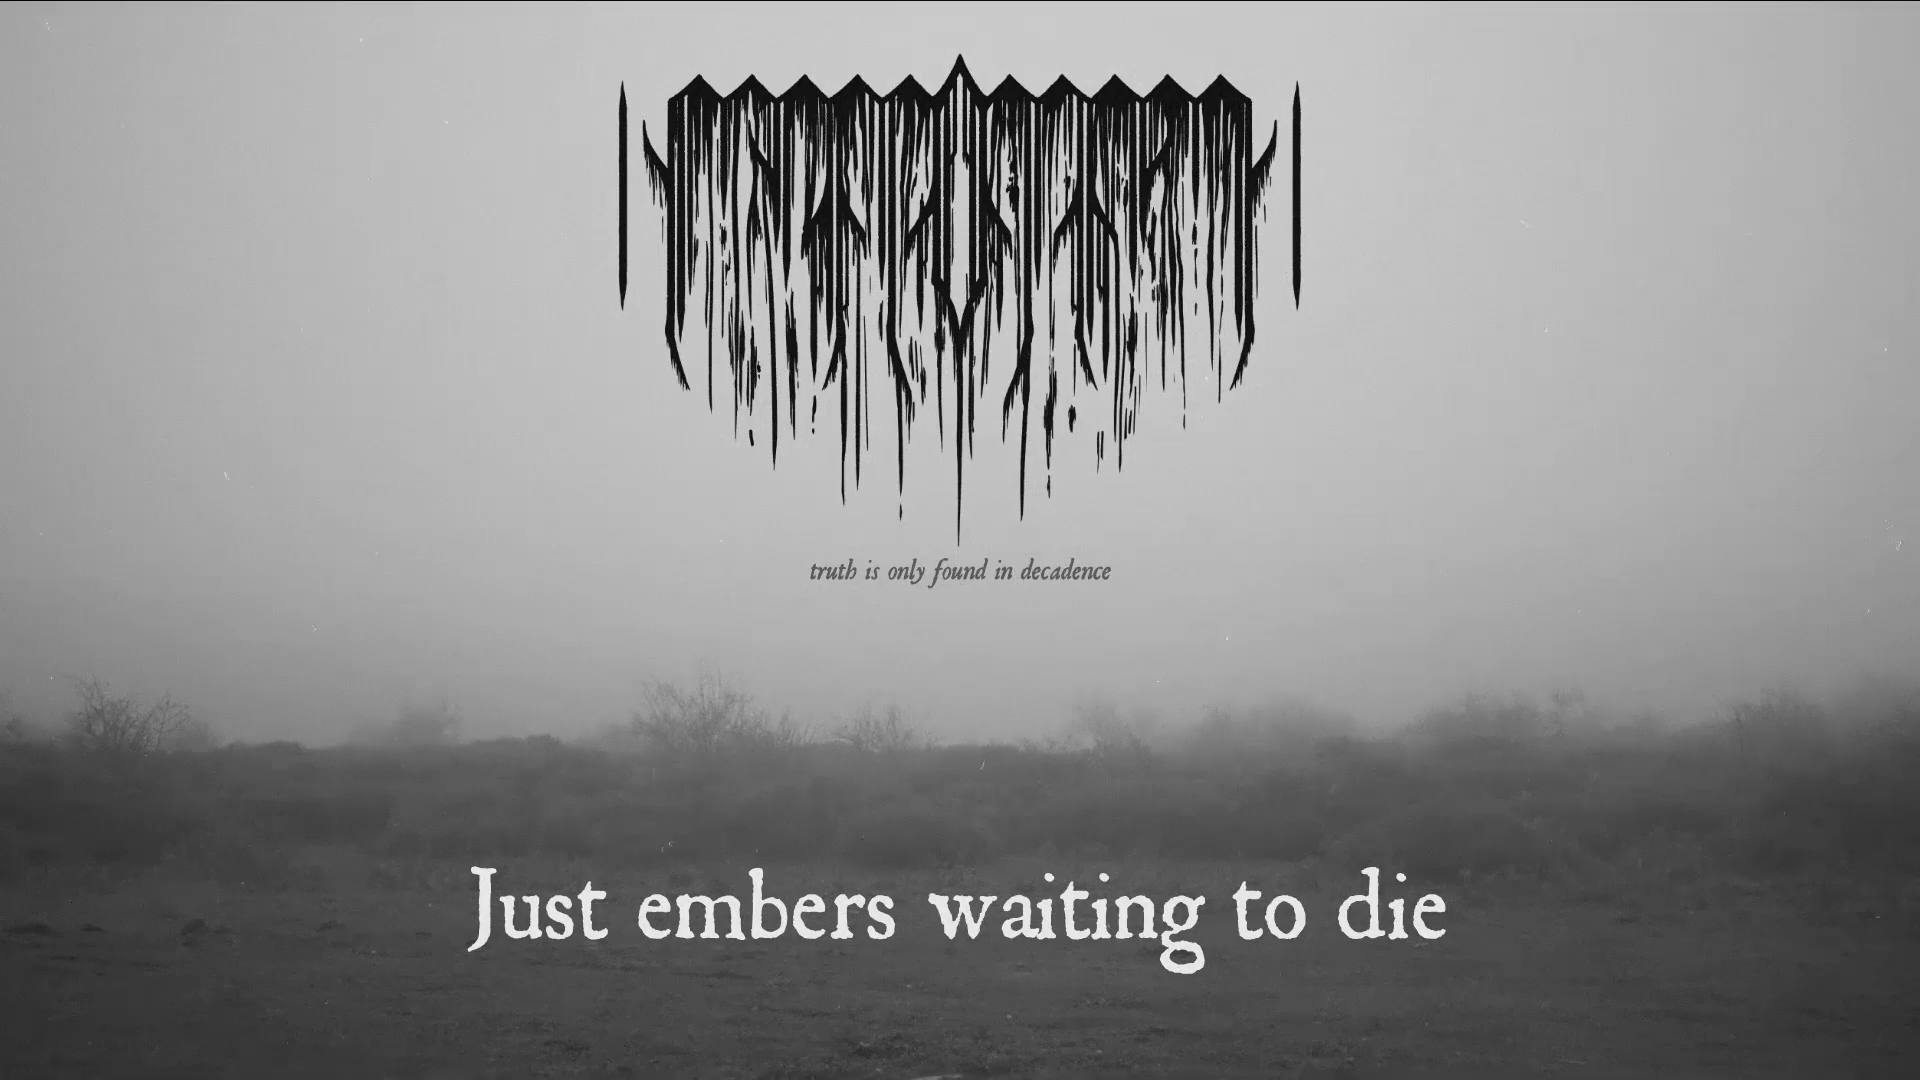 truth is only found in decadence
Just embers waiting to die